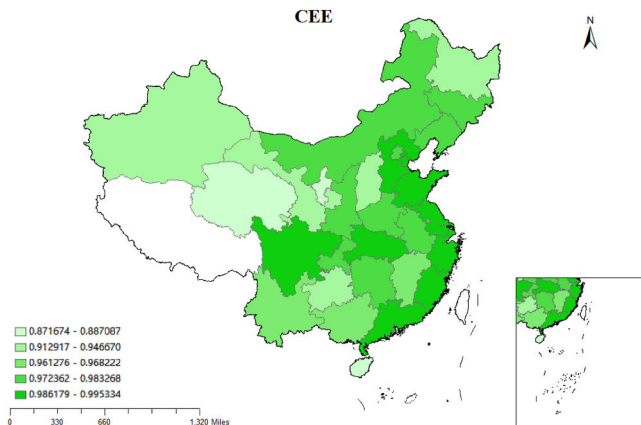 CEE
N
0.871674 - 0.887087
0.912917 - 0.946670
0.961276 - 0.968222
0.972362 - 0.983268
0.986179 - 0.995334
0 330 660 1.320 Miles